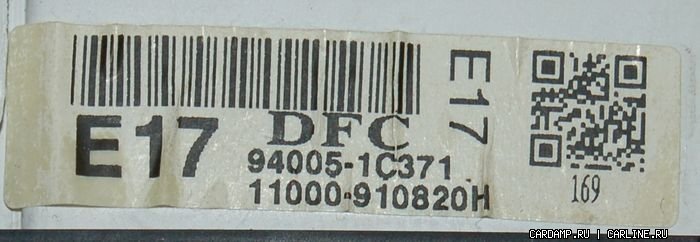 E17 DFC
94005-1C371
11000-910820H
E17
169
CARDAMP.RU | CARLINE.RU